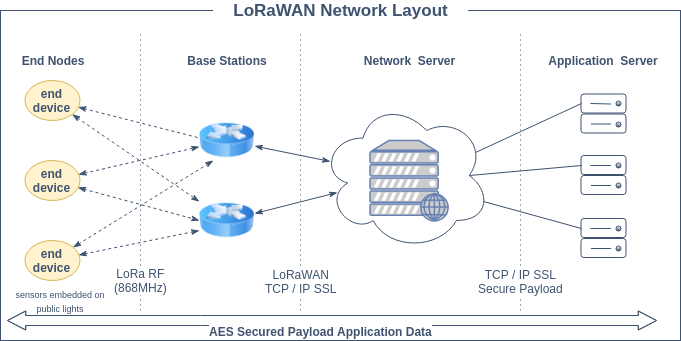 LoRaWAN Network Layout
End Nodes
Base Stations
Network Server
Application Server
end
device
end
device
end
device
LoRa RF
(868MHz)
LoRaWAN
TCP / IP SSL
TCP / IP SSL
Secure Payload
sensors embedded on
public lights
AES Secured Payload Application Data